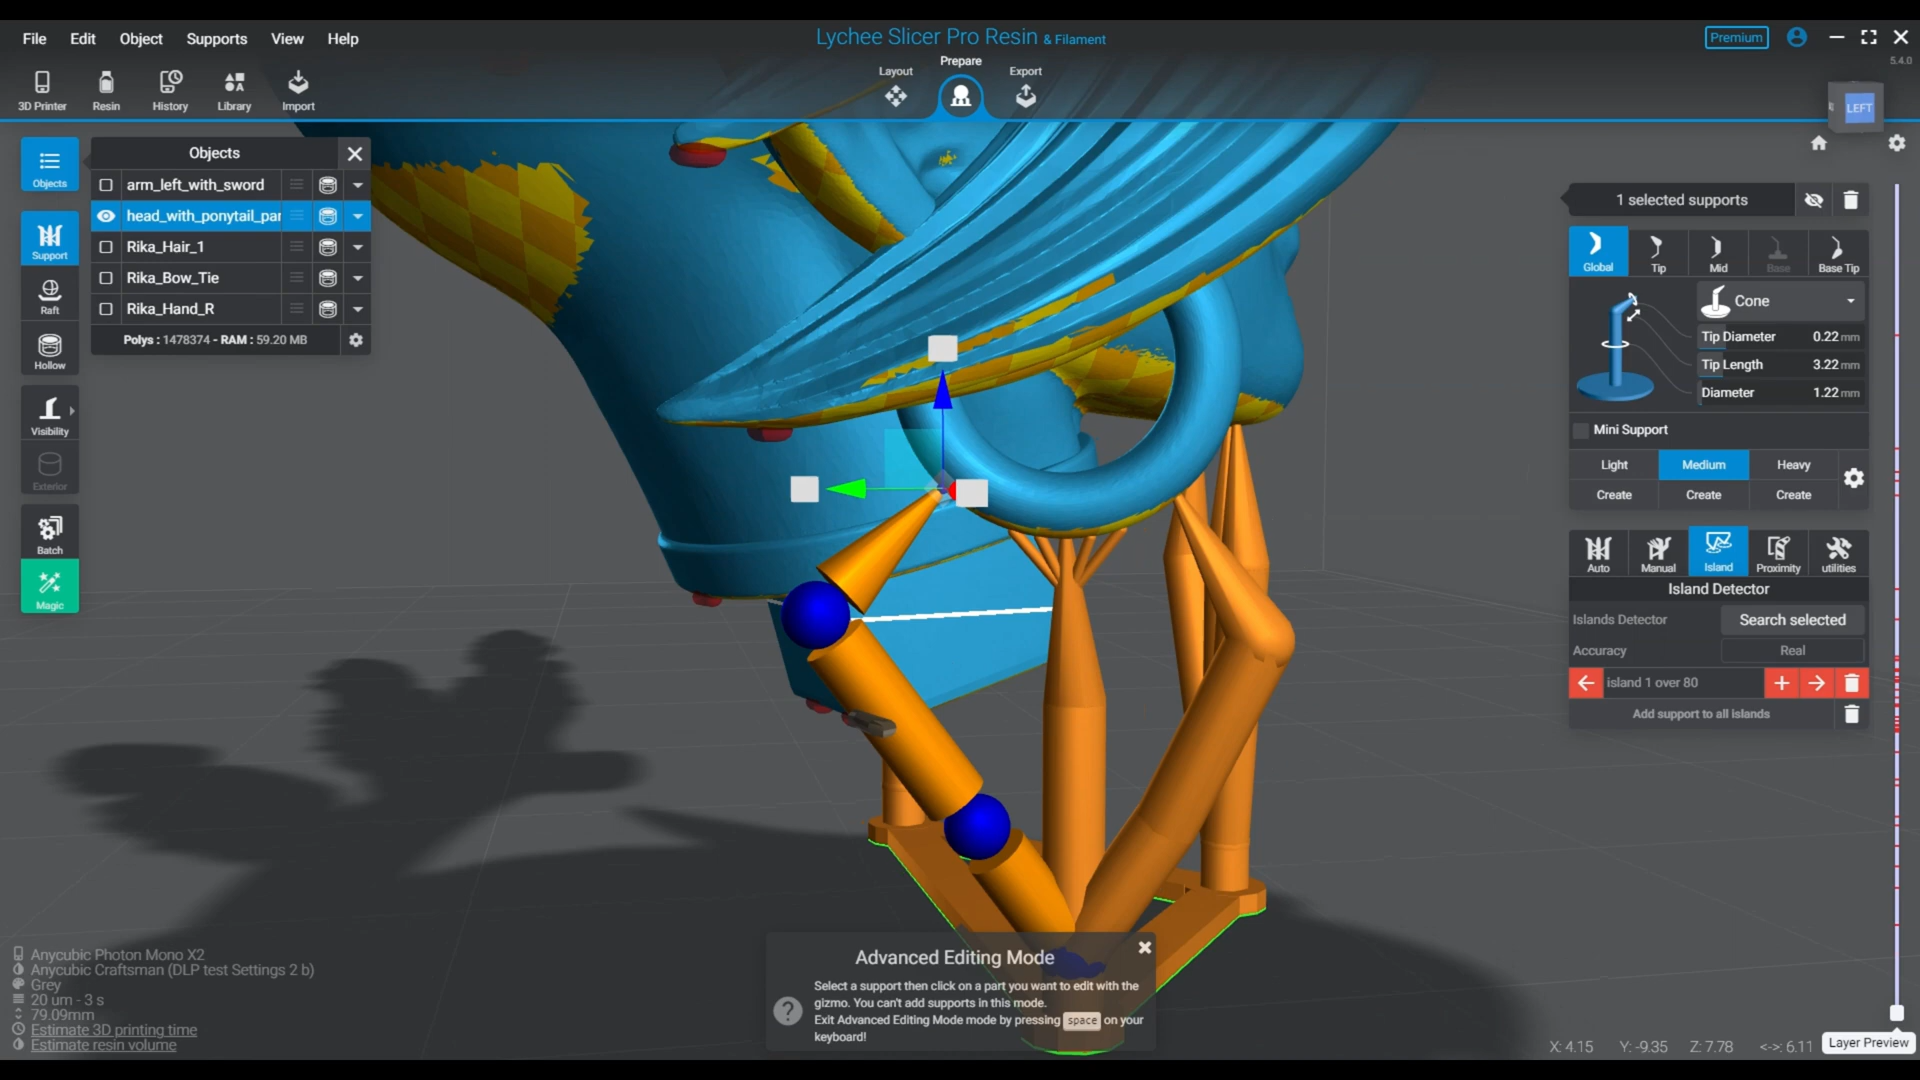 File Edit Object Supports View Help
Lychee Slicer Pro Resin & Filament
Premium
5.4.0
3D Printer Resin History Library Import
Layout Prepare Export
LEFT
Objects
Objects
arm_left_with_sword
head_with_ponytail_par
Rika_Hair_1
Rika_Bow_Tie
Rika_Hand_R
Polys : 1478374 - RAM : 59.20 MB
Support
Raft
Hollow
Visibility
Exterior
Batch
Magic
1 selected supports
Global Tip Mid Base Base Tip
Cone
Tip Diameter 0.22 mm
Tip Length 3.22 mm
Diameter 1.22 mm
Mini Support
Light Medium Heavy
Create Create Create
Auto Manual Island Proximity utilities
Island Detector
Islands Detector Search selected
Accuracy Real
island 1 over 80
Add support to all islands
Advanced Editing Mode
Select a support then click on a part you want to edit with the
gizmo. You can't add supports in this mode.
Exit Advanced Editing Mode mode by pressing space on your
keyboard!
Anycubic Photon Mono X2
Anycubic Craftsman (DLP test Settings 2 b)
Grey
20 um - 3 s
79.09mm
Estimate 3D printing time
Estimate resin volume
X: 4.15 Y: -9.35 Z: 7.78 <->: 6.11
Layer Preview